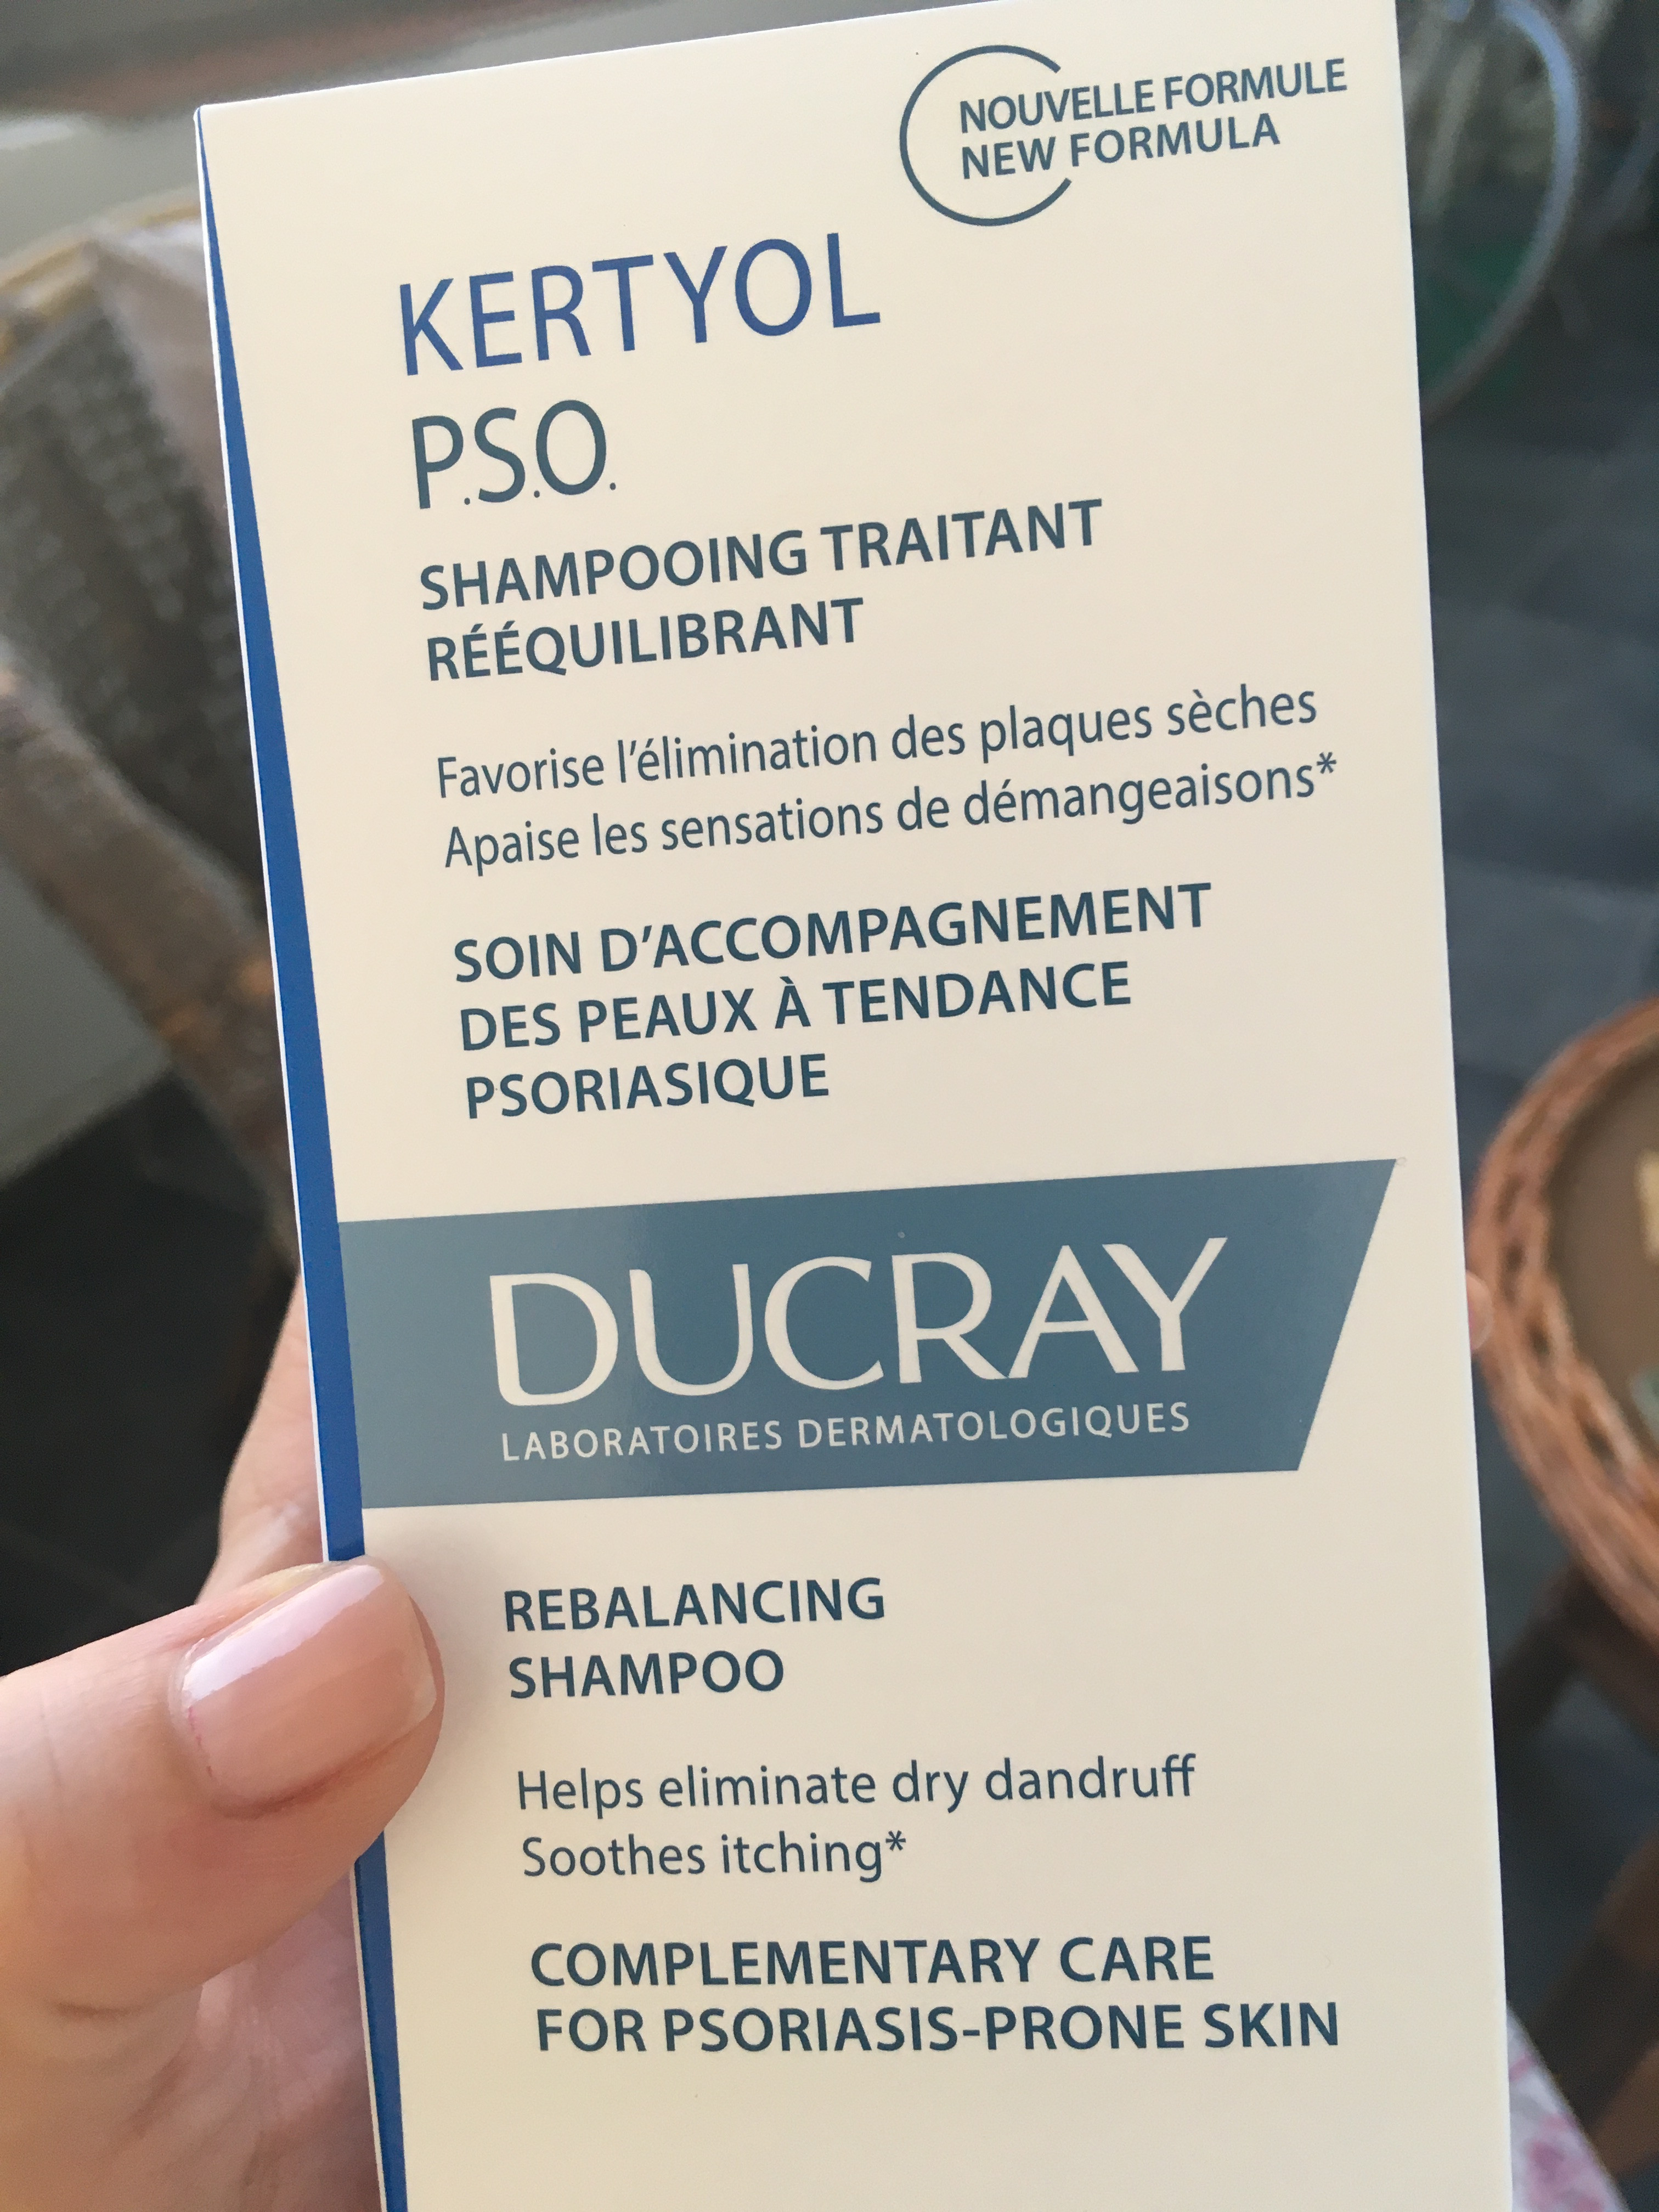 NOUVELLE FORMULE
NEW FORMULA
KERTYOL
P.S.O.
SHAMPOOING TRAITANT
RÉÉQUILIBRANT
Favorise l'élimination des plaques sèches
Apaise les sensations de démangeaisons*
SOIN D'ACCOMPAGNEMENT
DES PEAUX À TENDANCE
PSORIASIQUE
DUCRAY
LABORATOIRES DERMATOLOGIQUES
REBALANCING
SHAMPOO
Helps eliminate dry dandruff
Soothes itching*
COMPLEMENTARY CARE
FOR PSORIASIS-PRONE SKIN